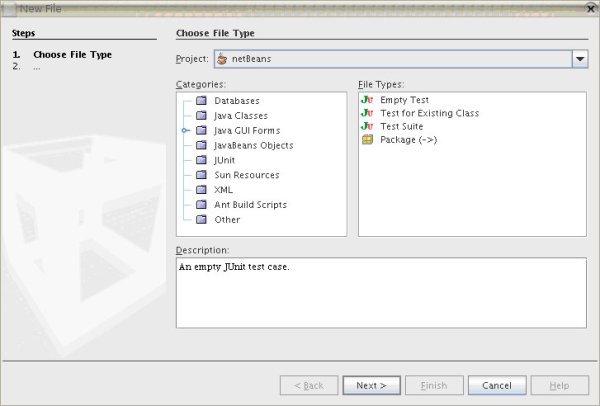 New File
Steps
1. Choose File Type
2. ...
Choose File Type
Project: netBeans
Categories:
Databases
Java Classes
Java GUI Forms
JavaBeans Objects
JUnit
Sun Resources
XML
Ant Build Scripts
Other
File Types:
Empty Test
Test for Existing Class
Test Suite
Package (->)
Description:
An empty JUnit test case.
< Back Next > Finish Cancel Help